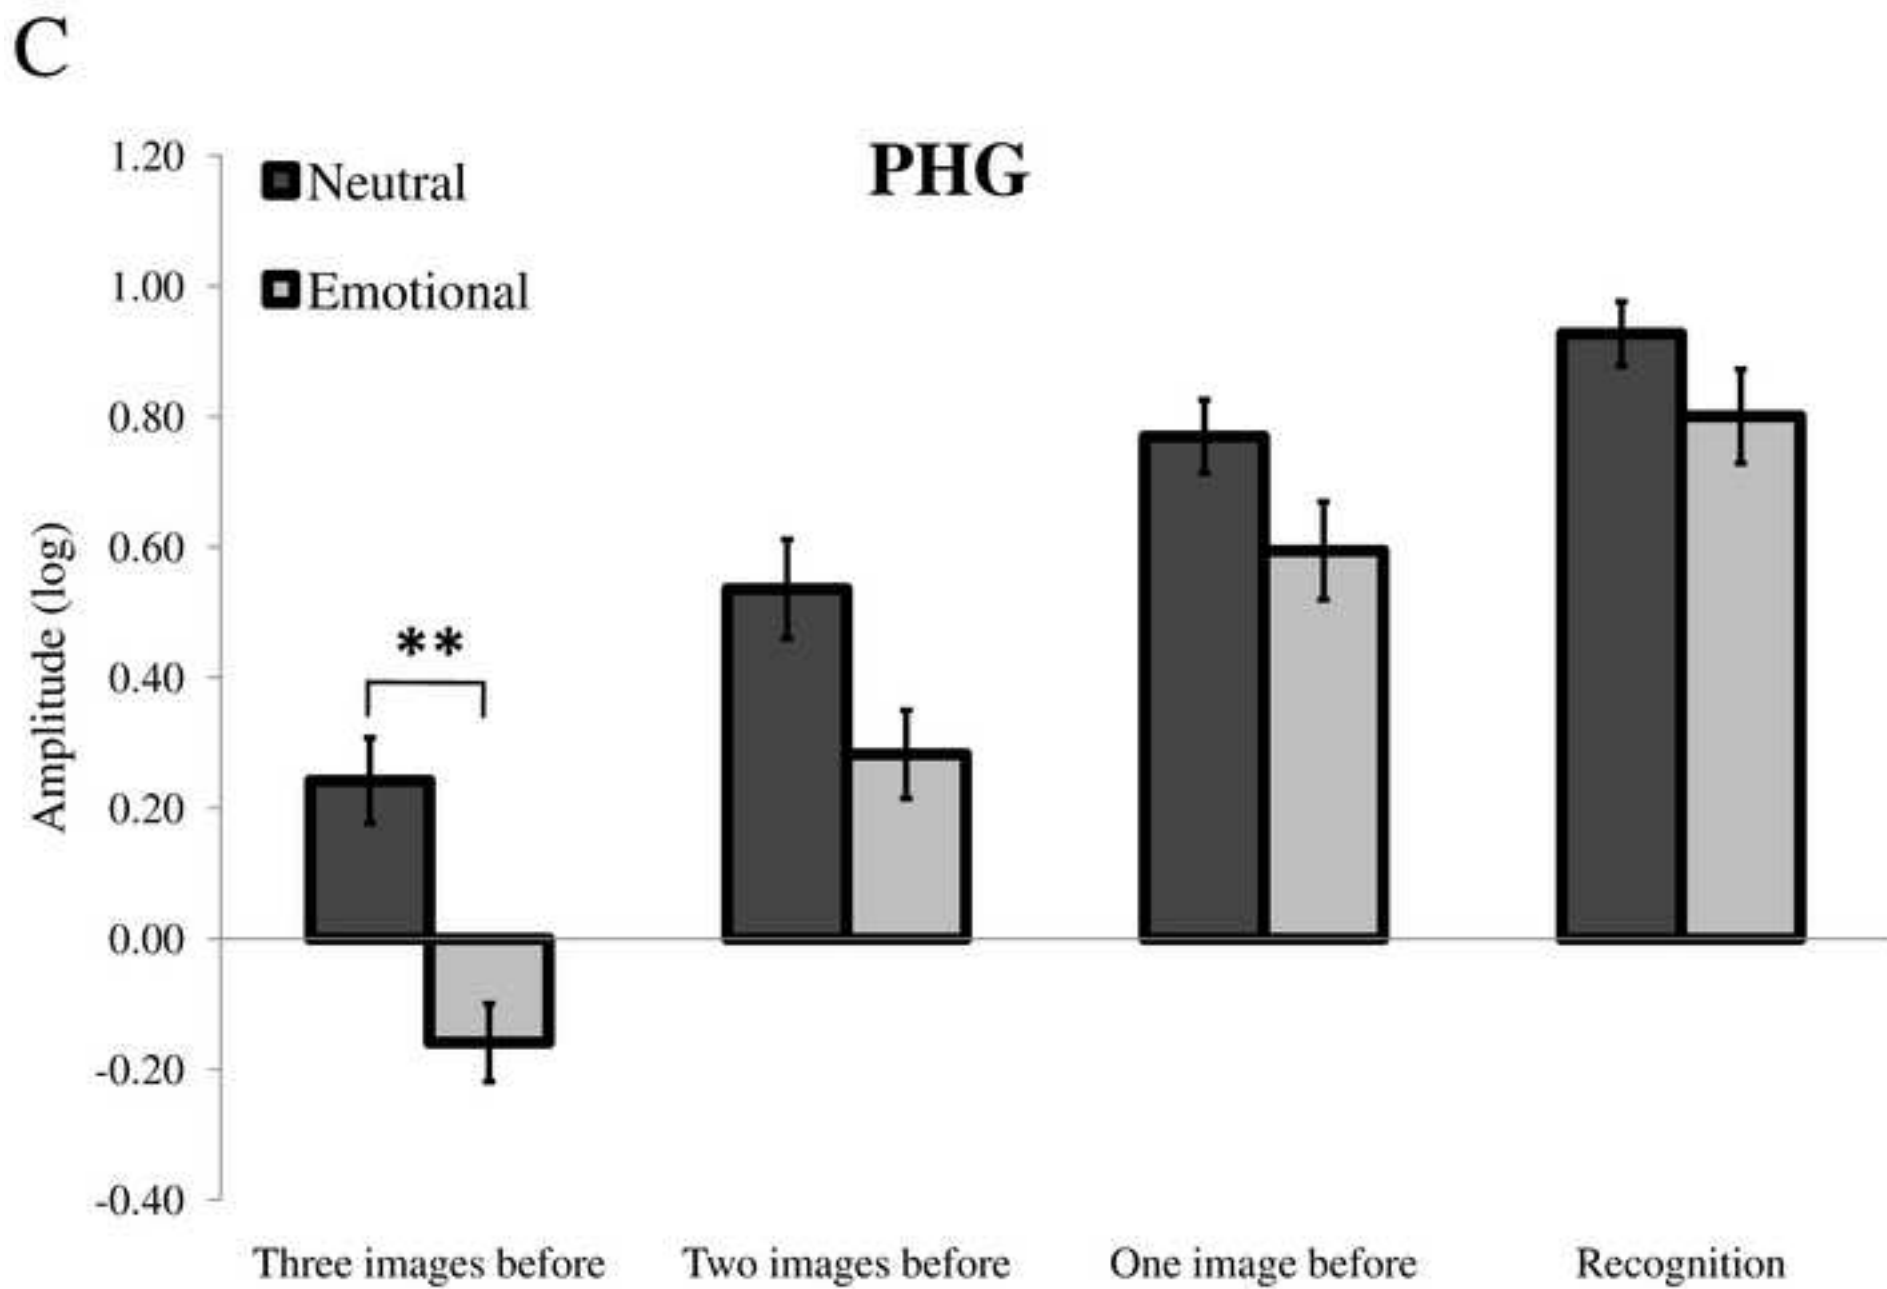 C
PHG
Neutral
Emotional
1.20
1.00
0.80
0.60
0.40
0.20
0.00
-0.20
-0.40
Amplitude (log)
**
Three images before
Two images before
One image before
Recognition